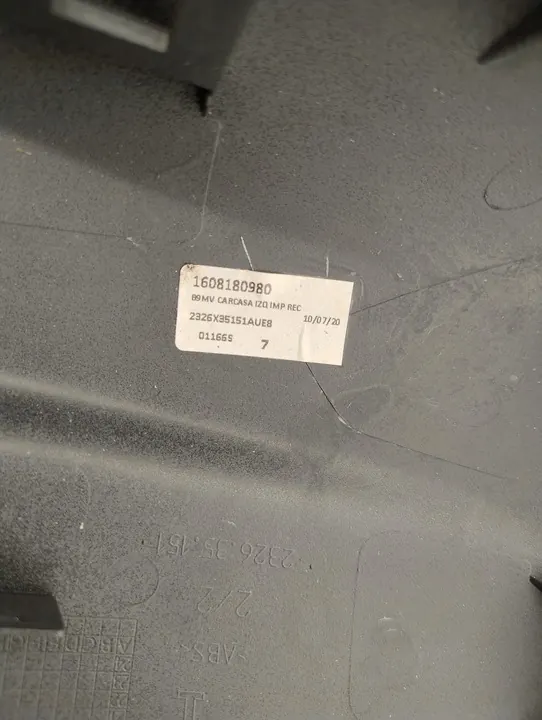 1608180980
B9MV CARCASA IZQ IMP REC
2326X35151AUE8 10/07/20
011665 7
2326.35.151
2/2
>ABS<